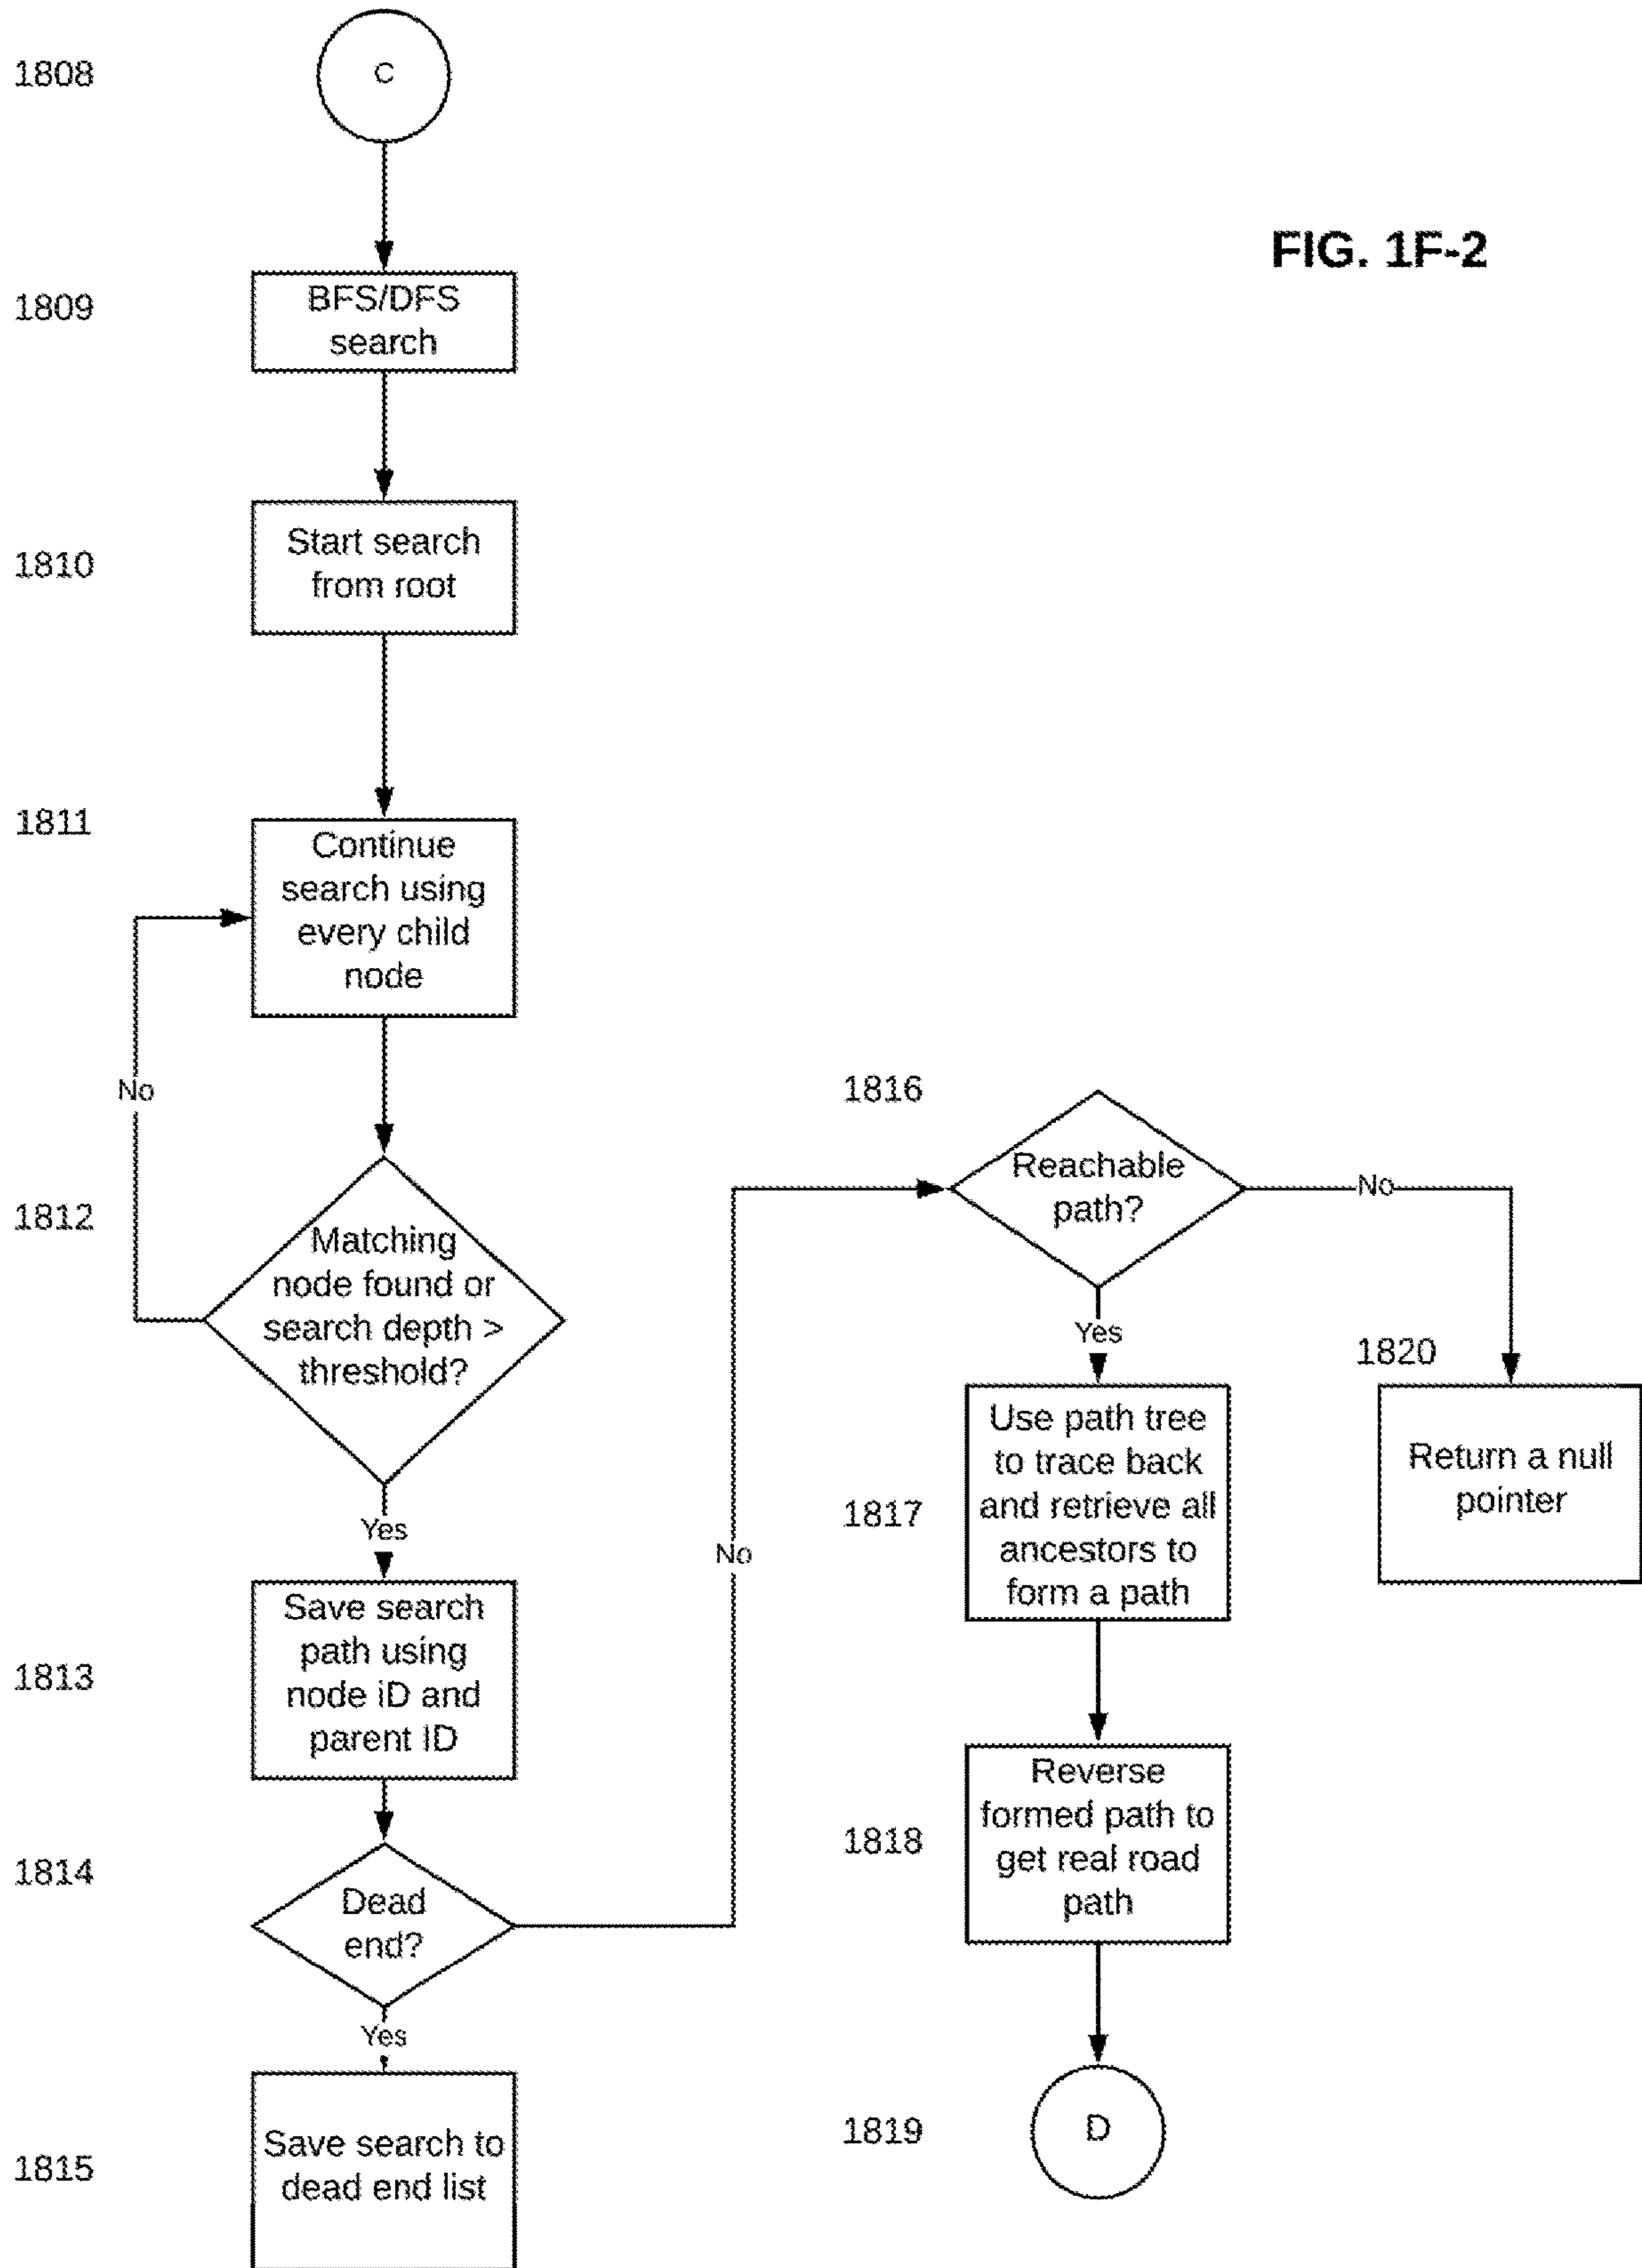 1808
C
FIG. 1F-2
1809
BFS/DFS
search
1810
Start search
from root
1811
Continue
search using
every child
node
No
1812
Matching
node found or
search depth >
threshold?
Yes
1813
Save search
path using
node iD and
parent ID
1814
Dead
end?
No
Yes
1815
Save search to
dead end list
1816
Reachable
path?
No
Yes
1820
Return a null
pointer
1817
Use path tree
to trace back
and retrieve all
ancestors to
form a path
1818
Reverse
formed path to
get real road
path
1819
D